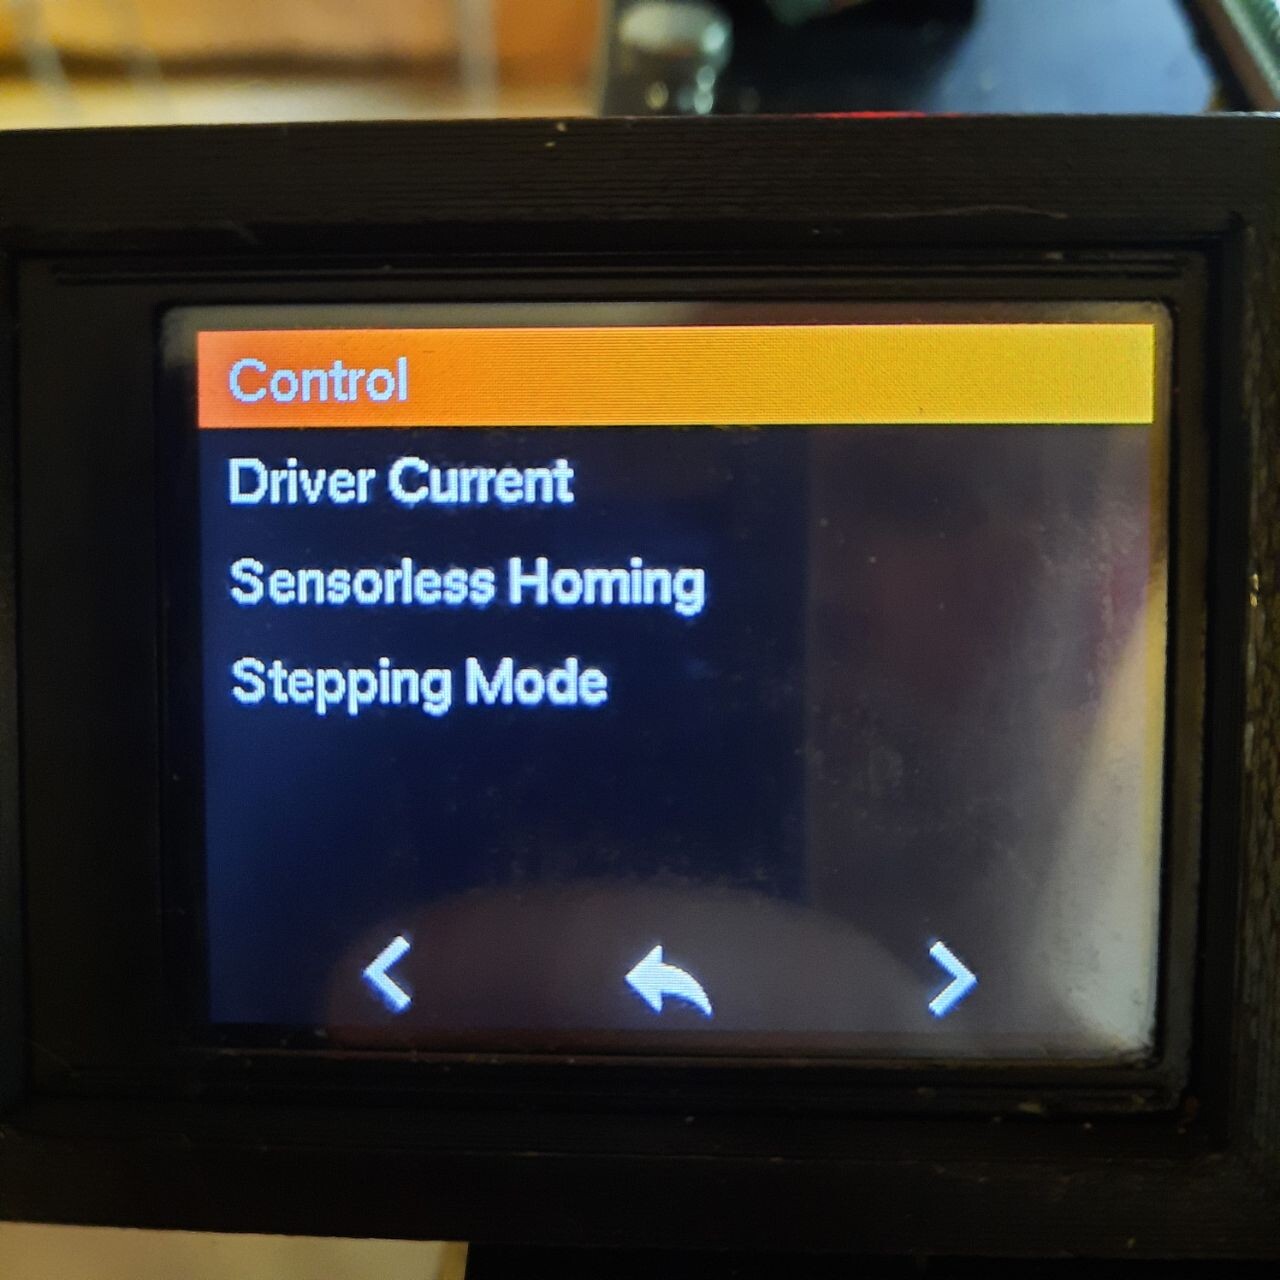 Control
Driver Current
Sensorless Homing
Stepping Mode